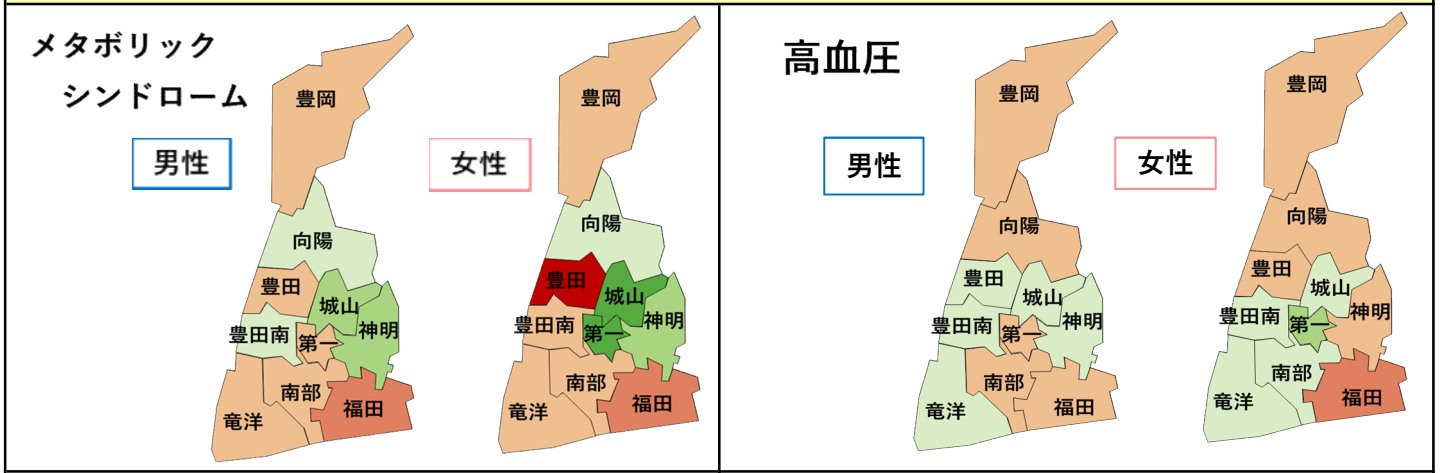 メタボリック
シンドローム
男性
豊岡
向陽
豊田
城山
豊田南
神明
第一
南部
福田
竜洋
女性
豊岡
向陽
豊田
城山
豊田南
神明
第一
南部
福田
竜洋
高血圧
男性
豊岡
向陽
豊田
城山
豊田南
神明
第一
南部
福田
竜洋
女性
豊岡
向陽
豊田
城山
豊田南
神明
第一
南部
福田
竜洋